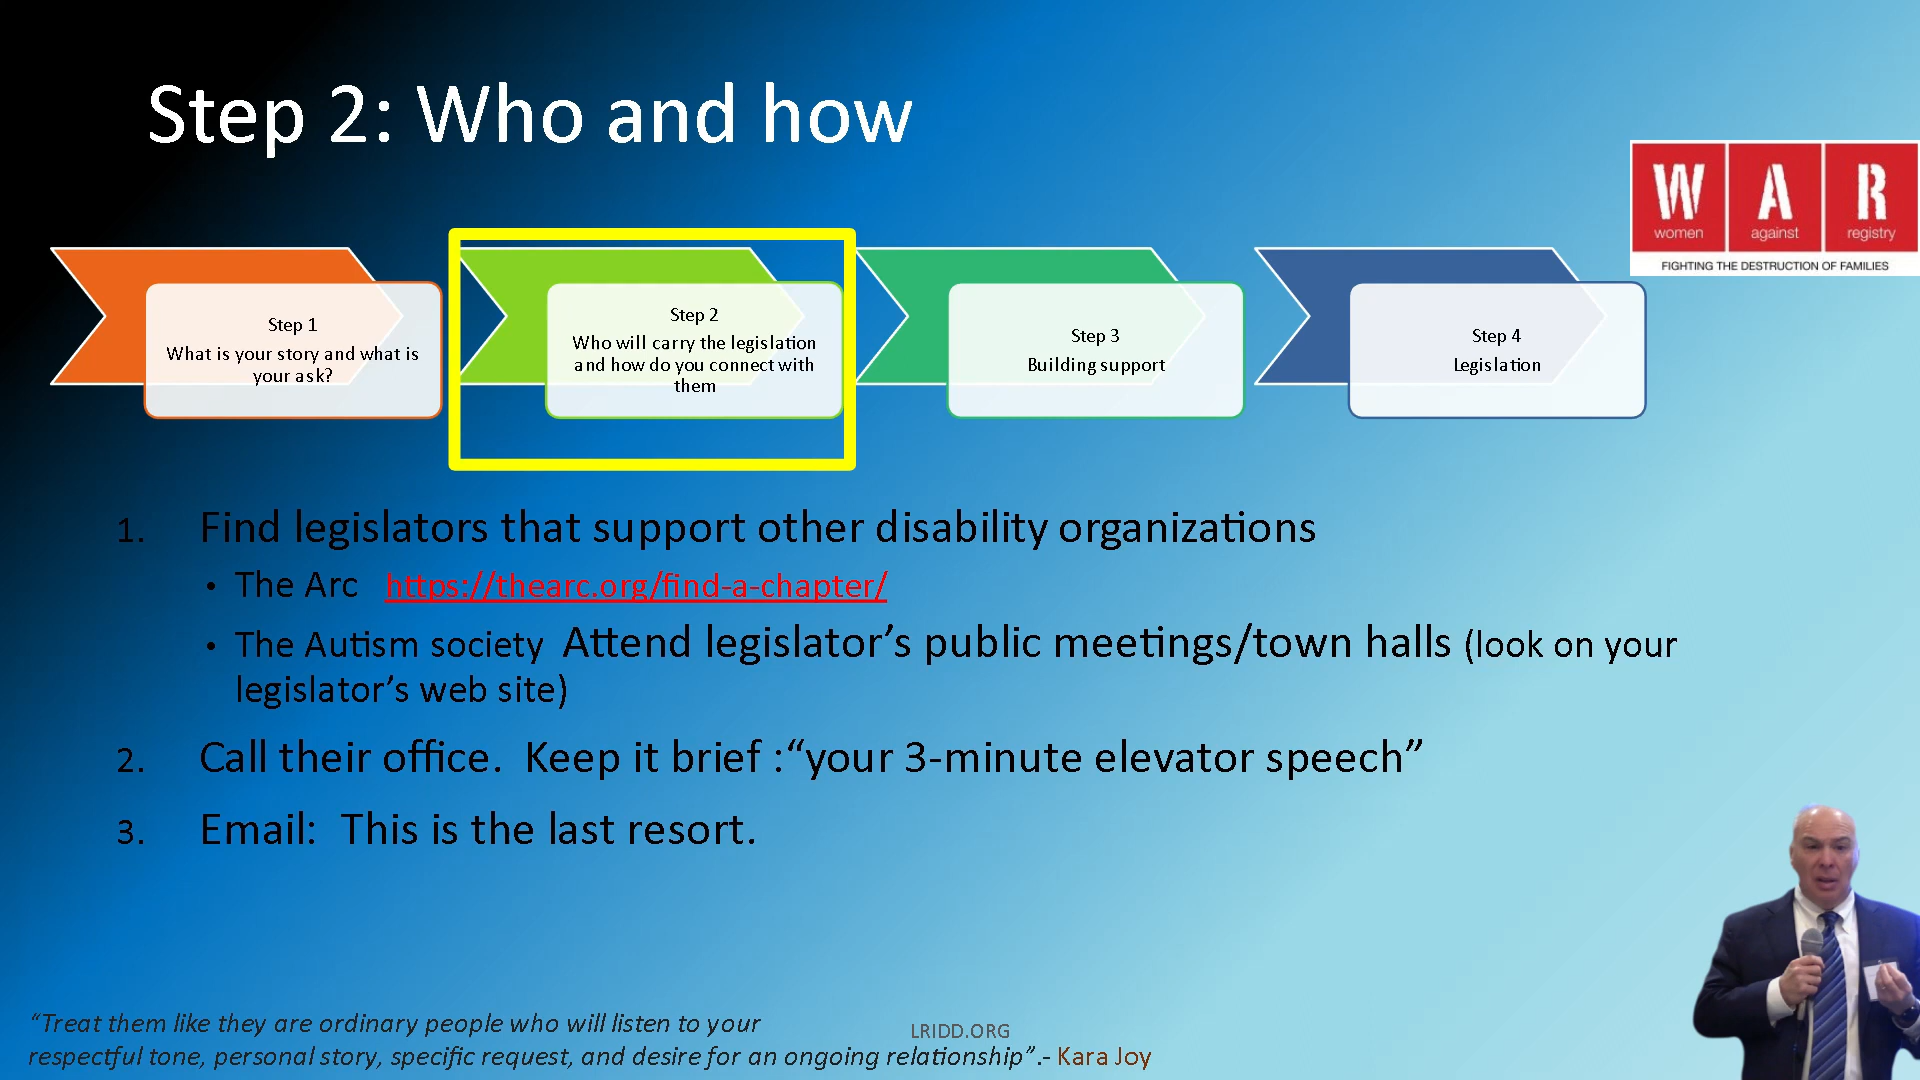 Step 2: Who and how
W A R
women against registry
FIGHTING THE DESTRUCTION OF FAMILIES
Step 1
What is your story and what is
your ask?
Step 2
Who will carry the legislation
and how do you connect with
them
Step 3
Building support
Step 4
Legislation
1. Find legislators that support other disability organizations
• The Arc https://thearc.org/find-a-chapter/
• The Autism society Attend legislator’s public meetings/town halls (look on your
legislator’s web site)
2. Call their office. Keep it brief :“your 3-minute elevator speech”
3. Email: This is the last resort.
“Treat them like they are ordinary people who will listen to your
respectful tone, personal story, specific request, and desire for an ongoing relationship”.- Kara Joy
LRIDD.ORG